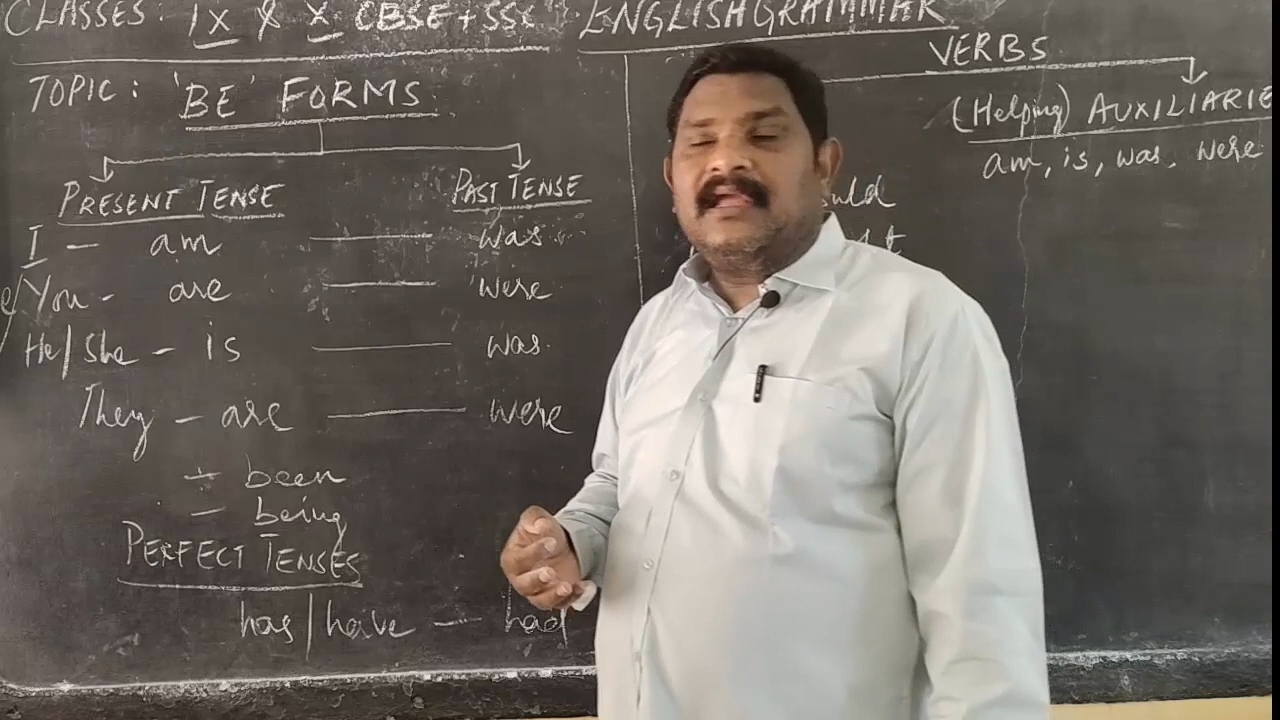 CLASSES: IX & X CBSE + SSC
ENGLISH GRAMMAR
TOPIC: 'BE' FORMS
PRESENT TENSE PAST TENSE
I - am — was
You - are — were
He/She - is — was
They - are — were
+ been
- being
PERFECT TENSES
has/have — had
VERBS
(Helping) AUXILIARIE
am, is, was, were